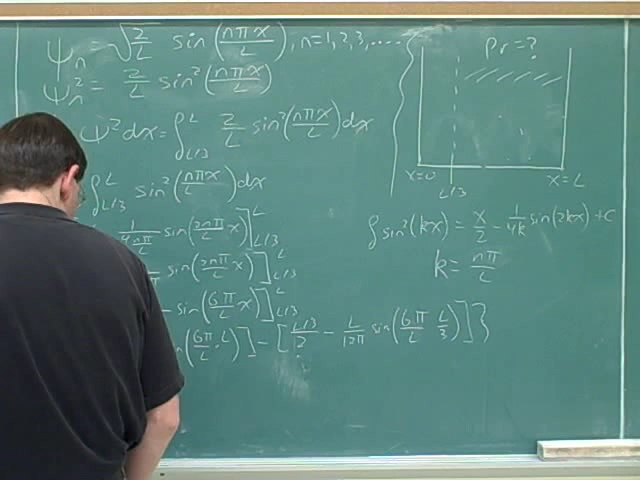 ψₙ = √(2/L) sin(nπx/L), n=1,2,3,....
ψₙ² = 2/L sin²(nπx/L)
ψ²dx = ∫_{L/3}^{L} 2/L sin²(nπx/L)dx
∫_{L/3}^{L} sin²(nπx/L)dx
1/(4nπ/L) sin(2nπ/L x)]_{L/3}^{L}
sin(2nπ/L x)]_{L/3}^{L}
- sin(6π/L x)]_{L/3}^{L}
(6π/L · L)] - [(L/3)/2 - L/12π sin(6π/L L/3)]}
Pr=?
x=0
L/3
x=L
∫sin²(kx) = x/2 - 1/4k sin(2kx)+C
k = nπ/L